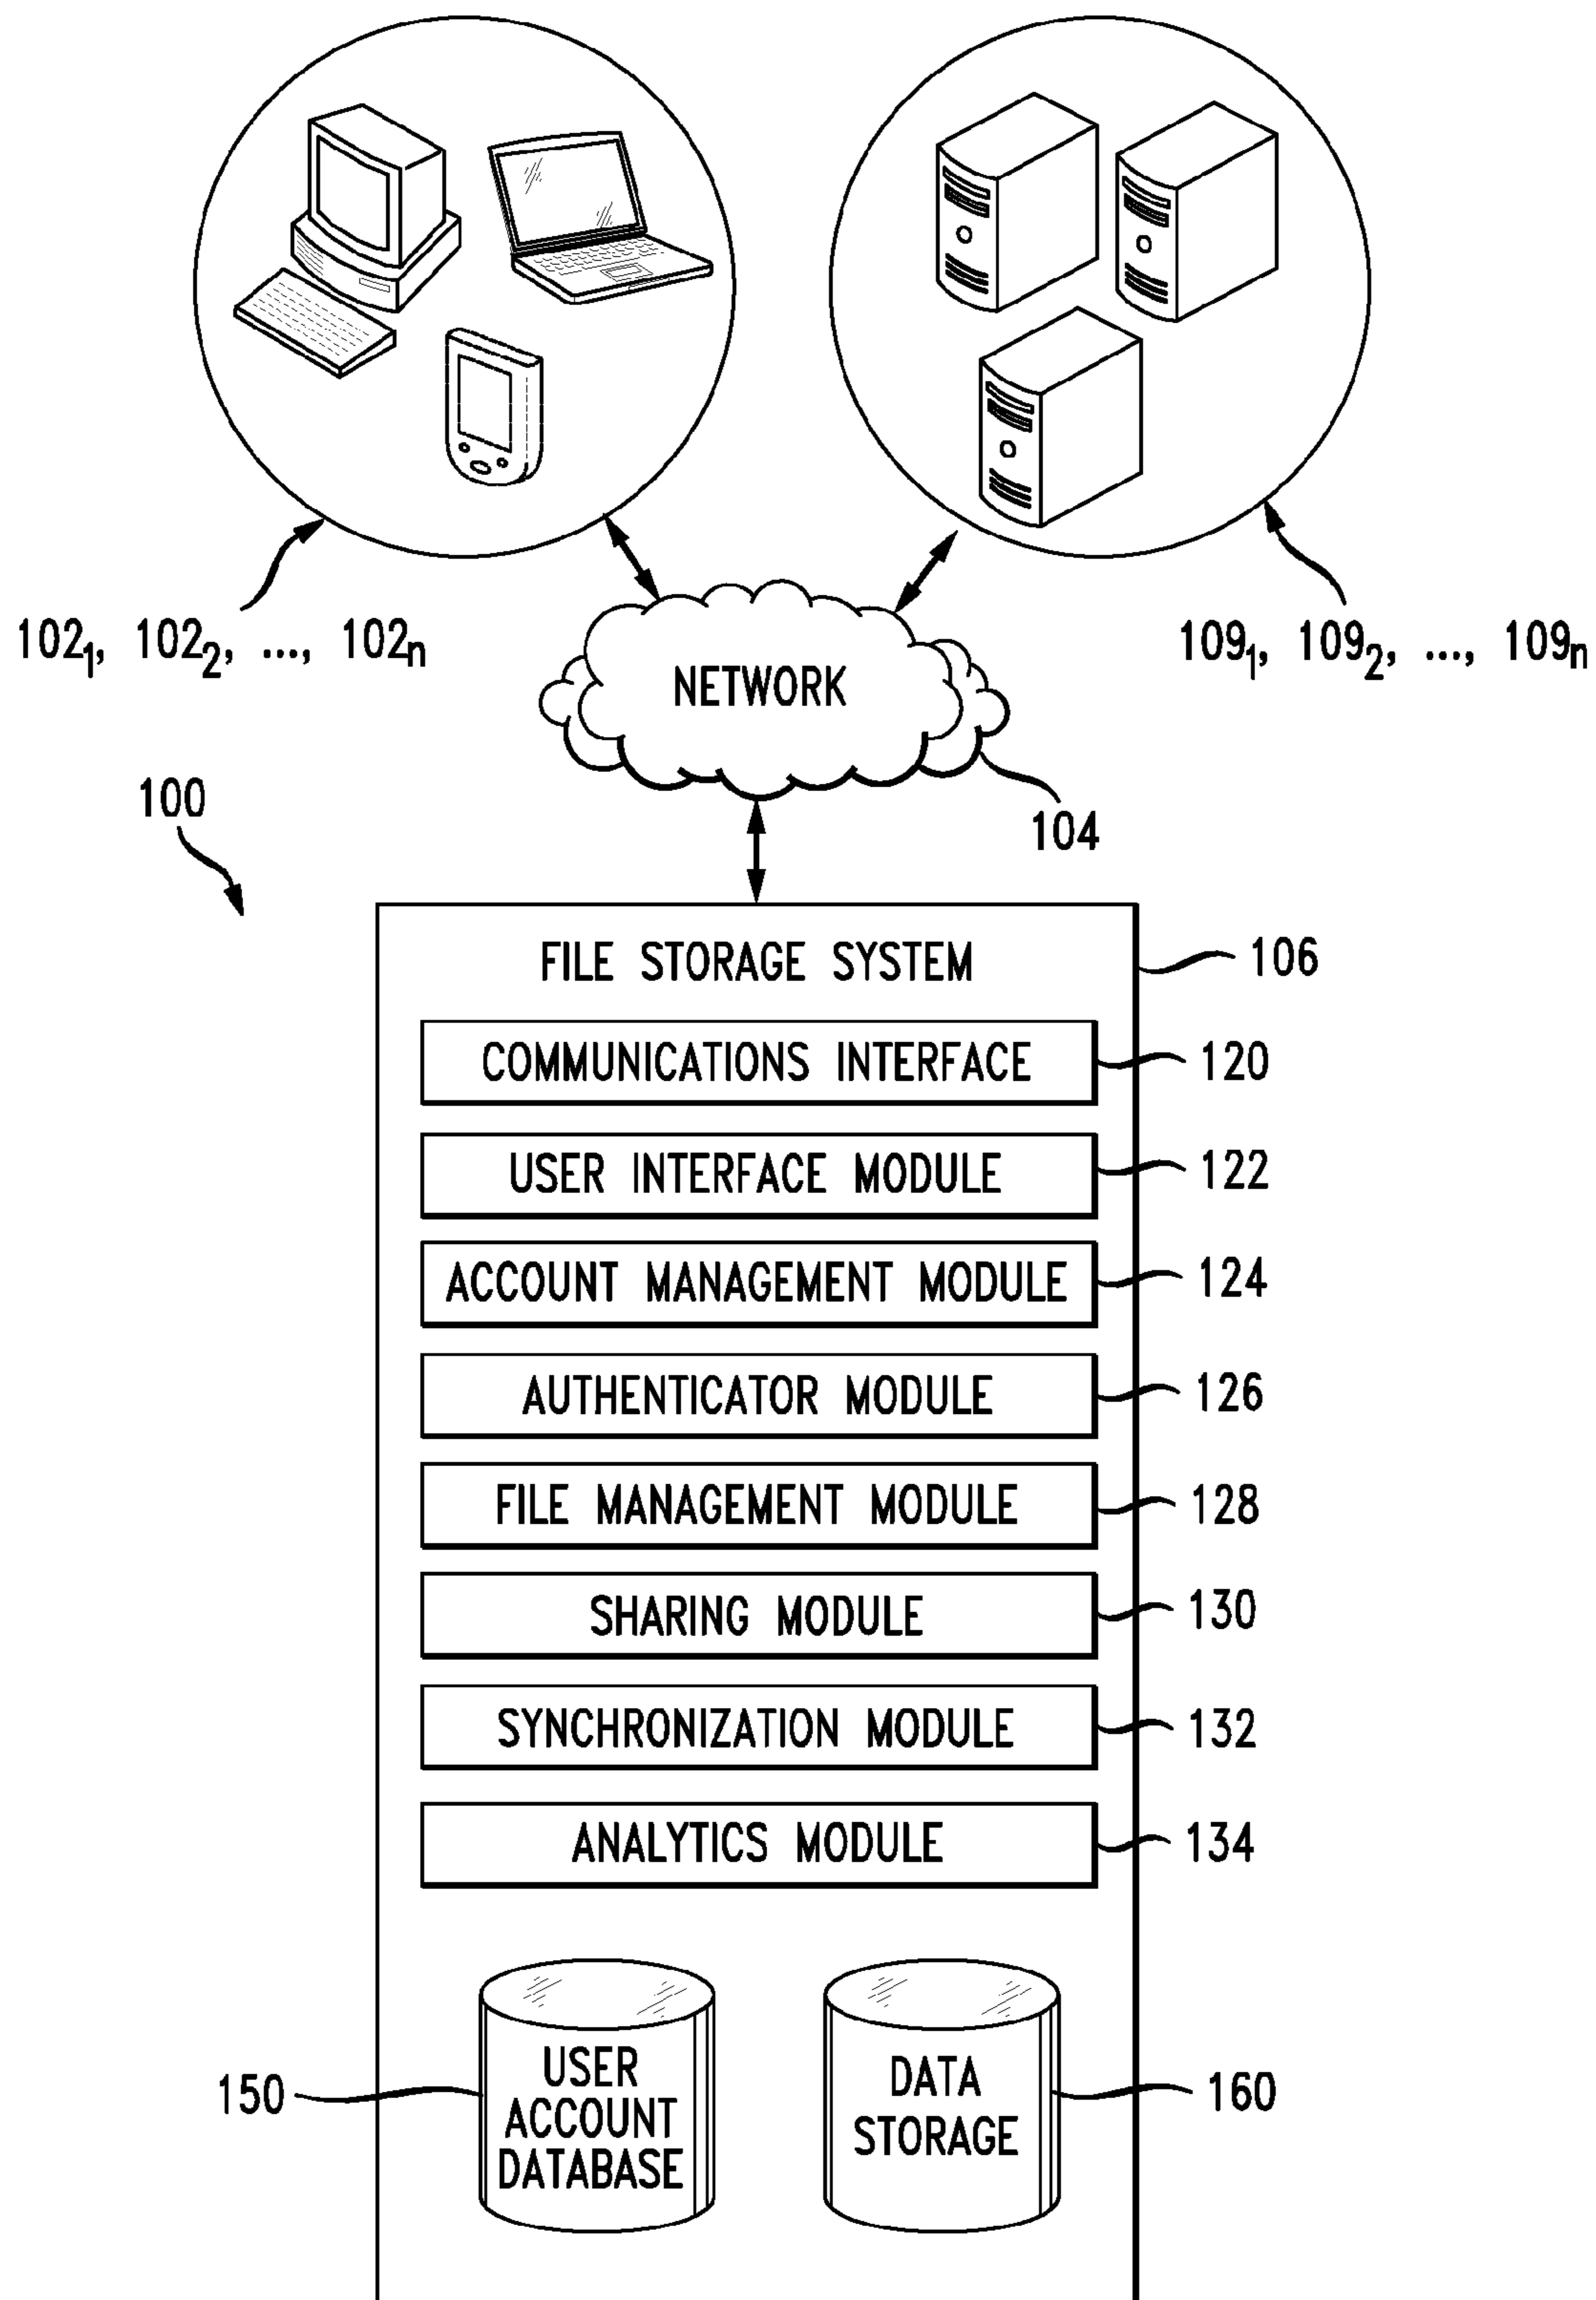 102₁, 102₂, ..., 102ₙ
109₁, 109₂, ..., 109ₙ
NETWORK
104
100
FILE STORAGE SYSTEM
106
COMMUNICATIONS INTERFACE
120
USER INTERFACE MODULE
122
ACCOUNT MANAGEMENT MODULE
124
AUTHENTICATOR MODULE
126
FILE MANAGEMENT MODULE
128
SHARING MODULE
130
SYNCHRONIZATION MODULE
132
ANALYTICS MODULE
134
150
USER
ACCOUNT
DATABASE
DATA
STORAGE
160